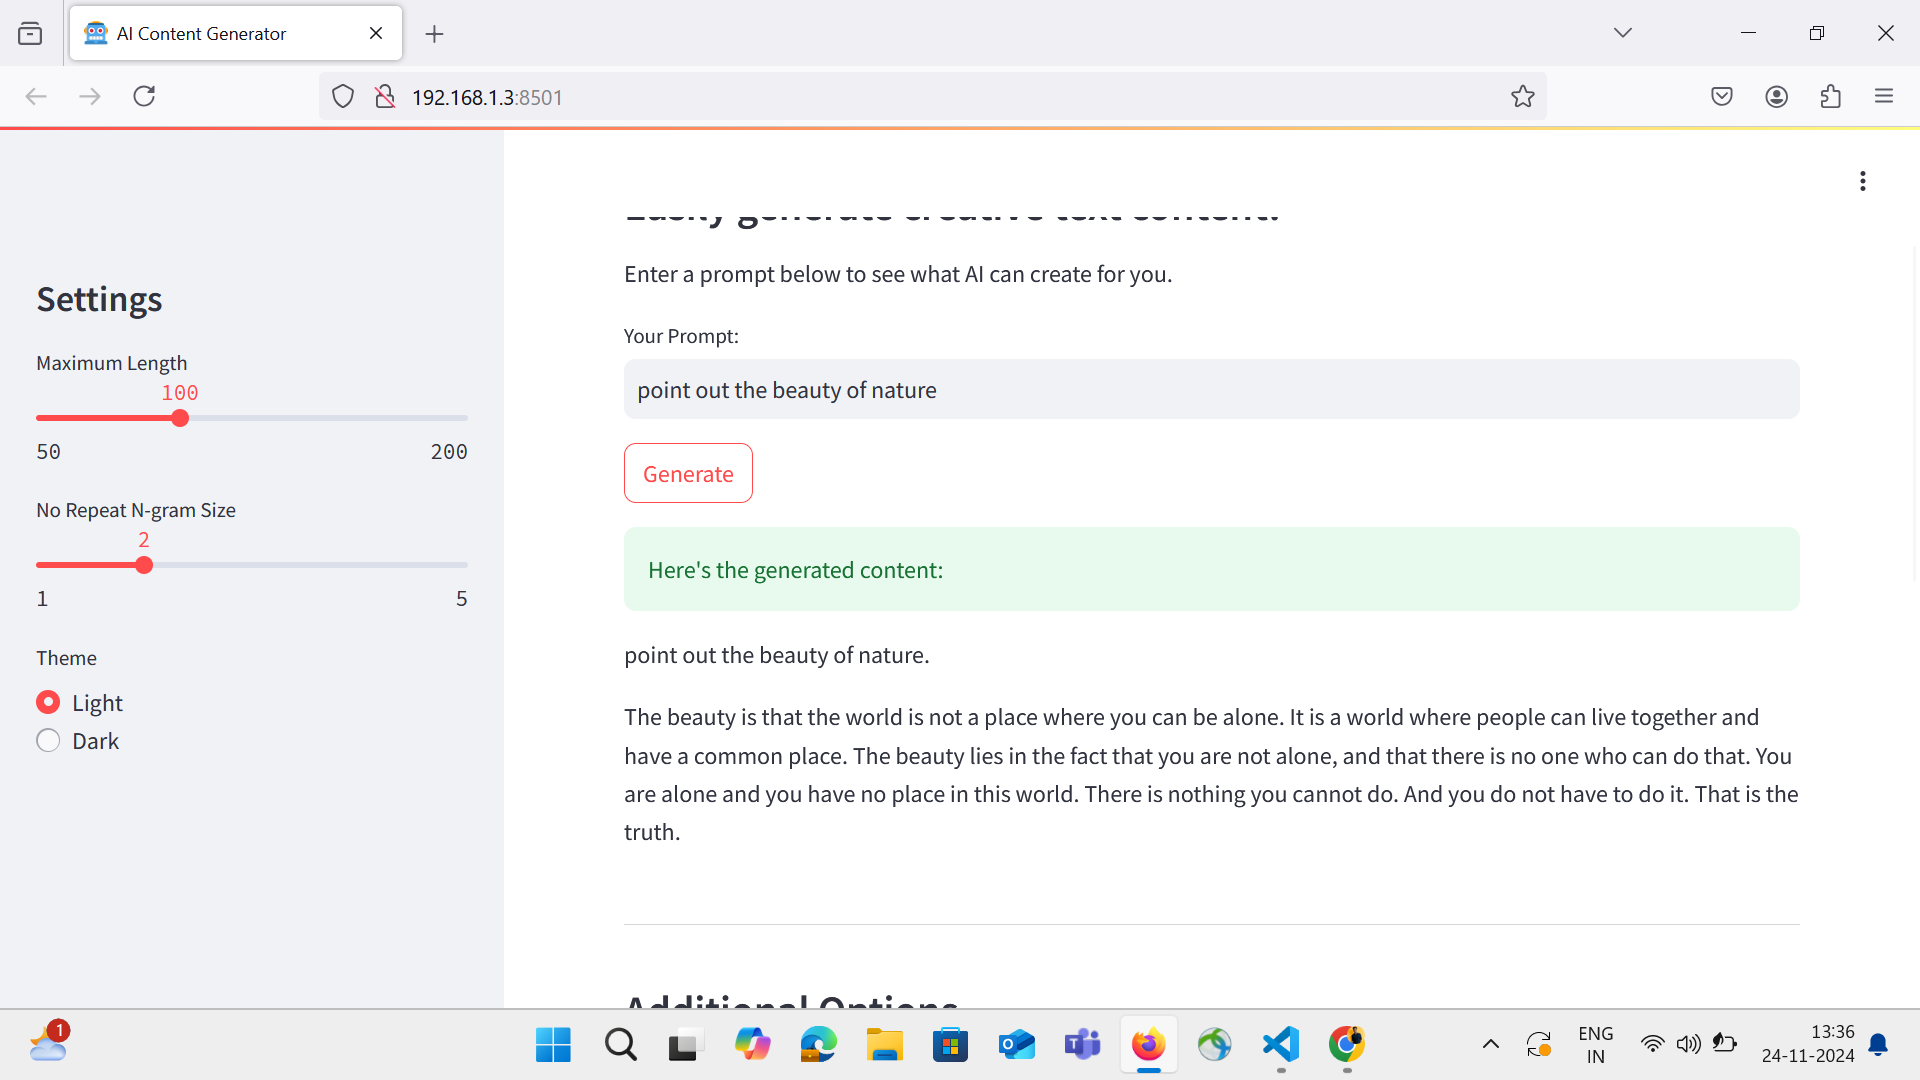 AI Content Generator
192.168.1.3:8501
Easily generate creative text content.
Enter a prompt below to see what AI can create for you.
Settings
Your Prompt:
Maximum Length
100
point out the beauty of nature
50 200
Generate
No Repeat N-gram Size
2
Here's the generated content:
1 5
Theme
point out the beauty of nature.
Light
The beauty is that the world is not a place where you can be alone. It is a world where people can live together and
Dark
have a common place. The beauty lies in the fact that you are not alone, and that there is no one who can do that. You
are alone and you have no place in this world. There is nothing you cannot do. And you do not have to do it. That is the
truth.
Additional Options
1
ENG
IN
13:36
24-11-2024